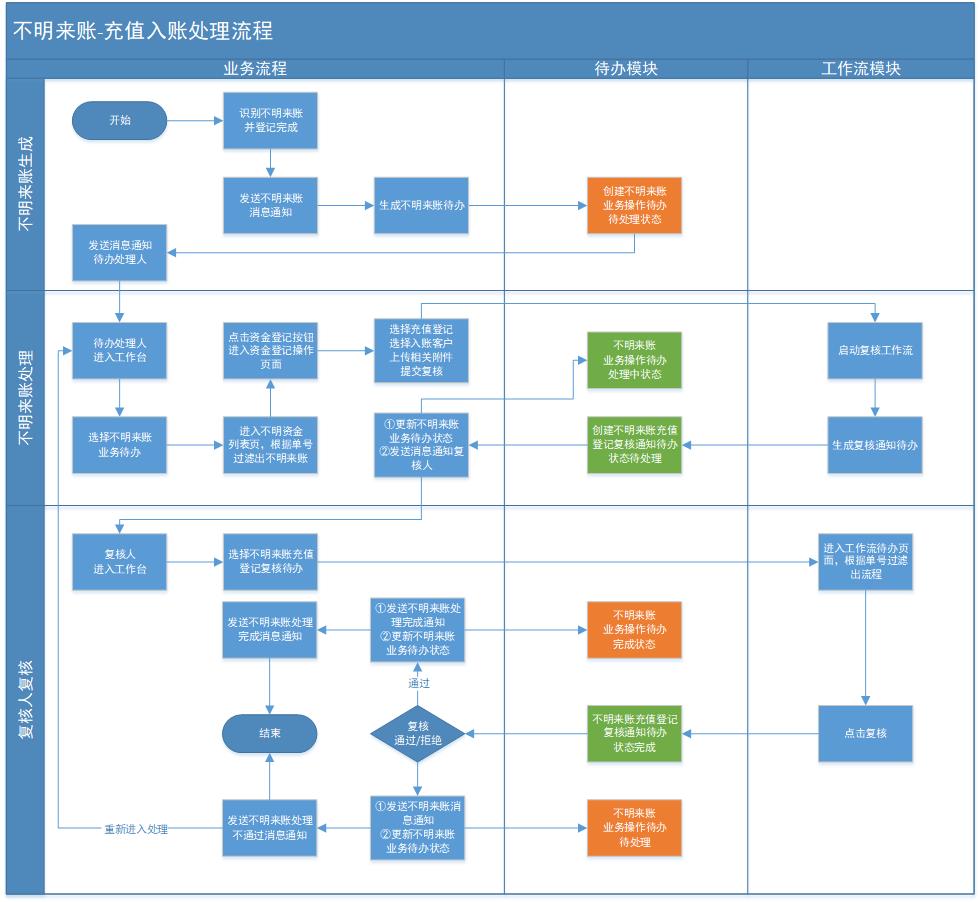 不明来账-充值入账处理流程
业务流程
待办模块
工作流模块
不明来账生成
开始
识别不明来账
并登记完成
发送不明来账
消息通知
生成不明来账待办
创建不明来账
业务操作待办
待处理状态
发送消息通知
待办处理人
不明来账处理
待办处理人
进入工作台
点击资金登记按钮
进入资金登记操作
页面
选择充值登记
选择入账客户
上传相关附件
提交复核
不明来账
业务操作待办
处理中状态
启动复核工作流
选择不明来账
业务待办
进入不明资金
列表页，根据单号
过滤出不明来账
①更新不明来账
业务待办状态
②发送消息通知复
核人
创建不明来账充值
登记复核通知待办
状态待处理
生成复核通知待办
复核人复核
复核人
进入工作台
选择不明来账充值
登记复核待办
进入工作流待办页
面，根据单号过滤
出流程
发送不明来账处理
完成消息通知
①发送不明来账处
理完成通知
②更新不明来账
业务待办状态
不明来账
业务操作待办
完成状态
通过
结束
复核
通过/拒绝
不明来账充值登记
复核通知待办
状态完成
点击复核
重新进入处理
发送不明来账处理
不通过消息通知
①发送不明来账消
息通知
②更新不明来账
业务待办状态
不明来账
业务操作待办
待处理